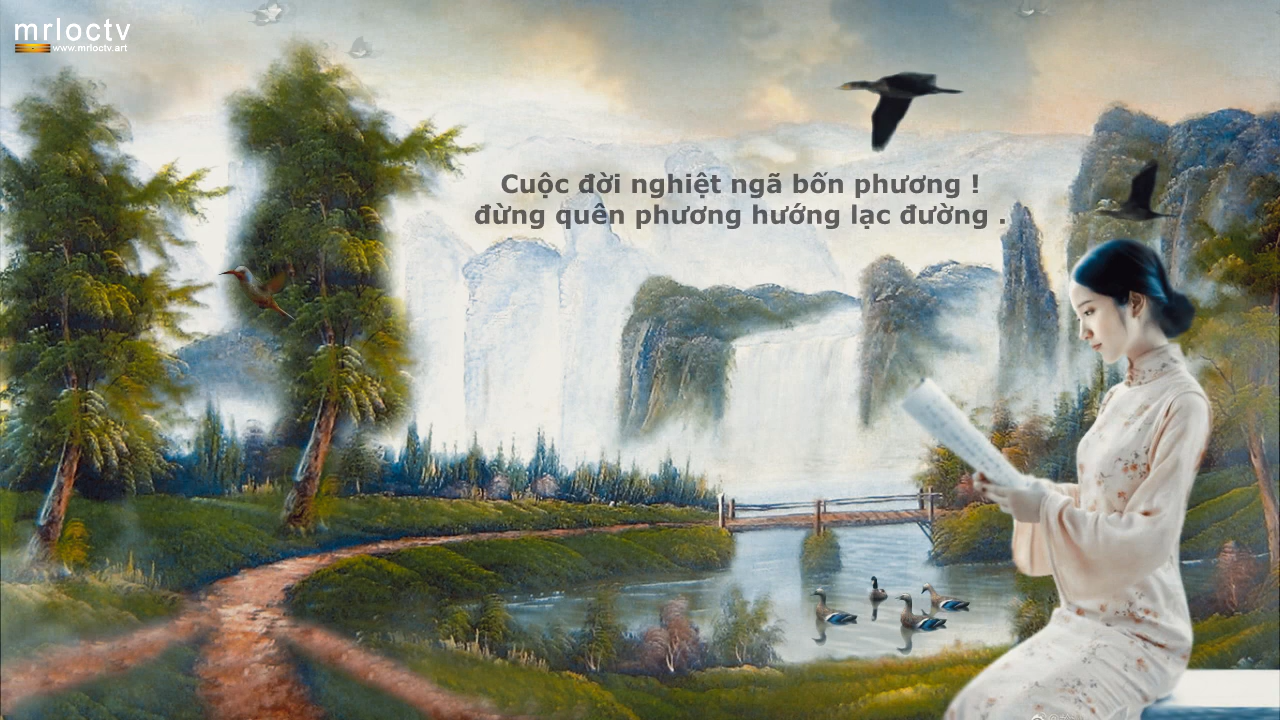 mrloctv
www.mrloctv.art
Cuộc đời nghiệt ngã bốn phương !
đừng quên phương hướng lạc đường .